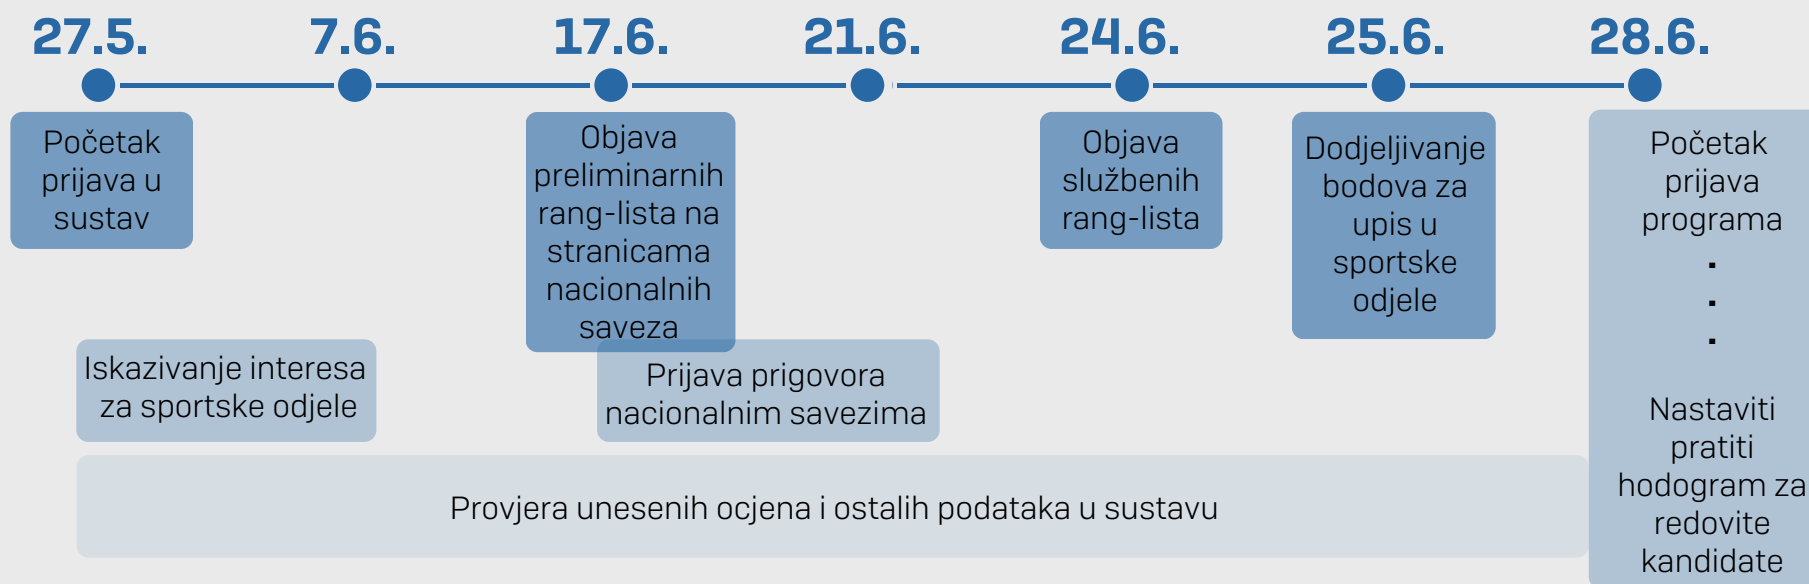 27.5.
7.6.
17.6.
21.6.
24.6.
25.6.
28.6.
Početak
prijava u
sustav
Objava
preliminarnih
rang-lista na
stranicama
nacionalnih
saveza
Objava
službenih
rang-lista
Dodjeljivanje
bodova za
upis u
sportske
odjele
Početak
prijava
programa
.
.
.
Nastaviti
pratiti
hodogram za
redovite
kandidate
Iskazivanje interesa
za sportske odjele
Prijava prigovora
nacionalnim savezima
Provjera unesenih ocjena i ostalih podataka u sustavu